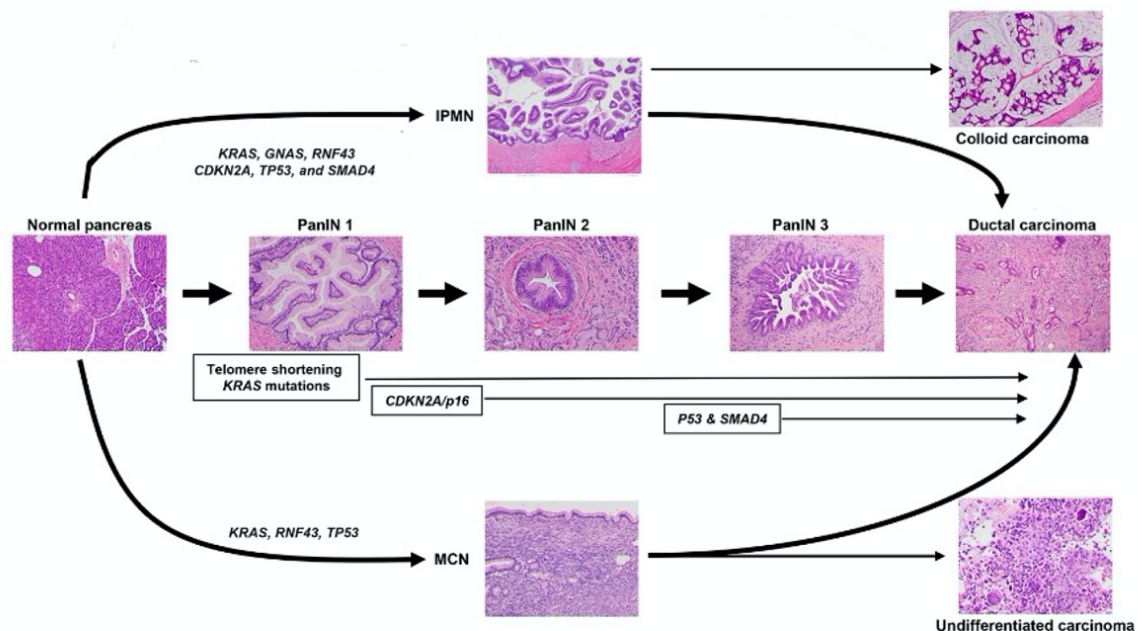 Colloid carcinoma
IPMN
KRAS, GNAS, RNF43
CDKN2A, TP53, and SMAD4
Normal pancreas
PanIN 1
PanIN 2
PanIN 3
Ductal carcinoma
Telomere shortening
KRAS mutations
CDKN2A/p16
P53 & SMAD4
KRAS, RNF43, TP53
MCN
Undifferentiated carcinoma